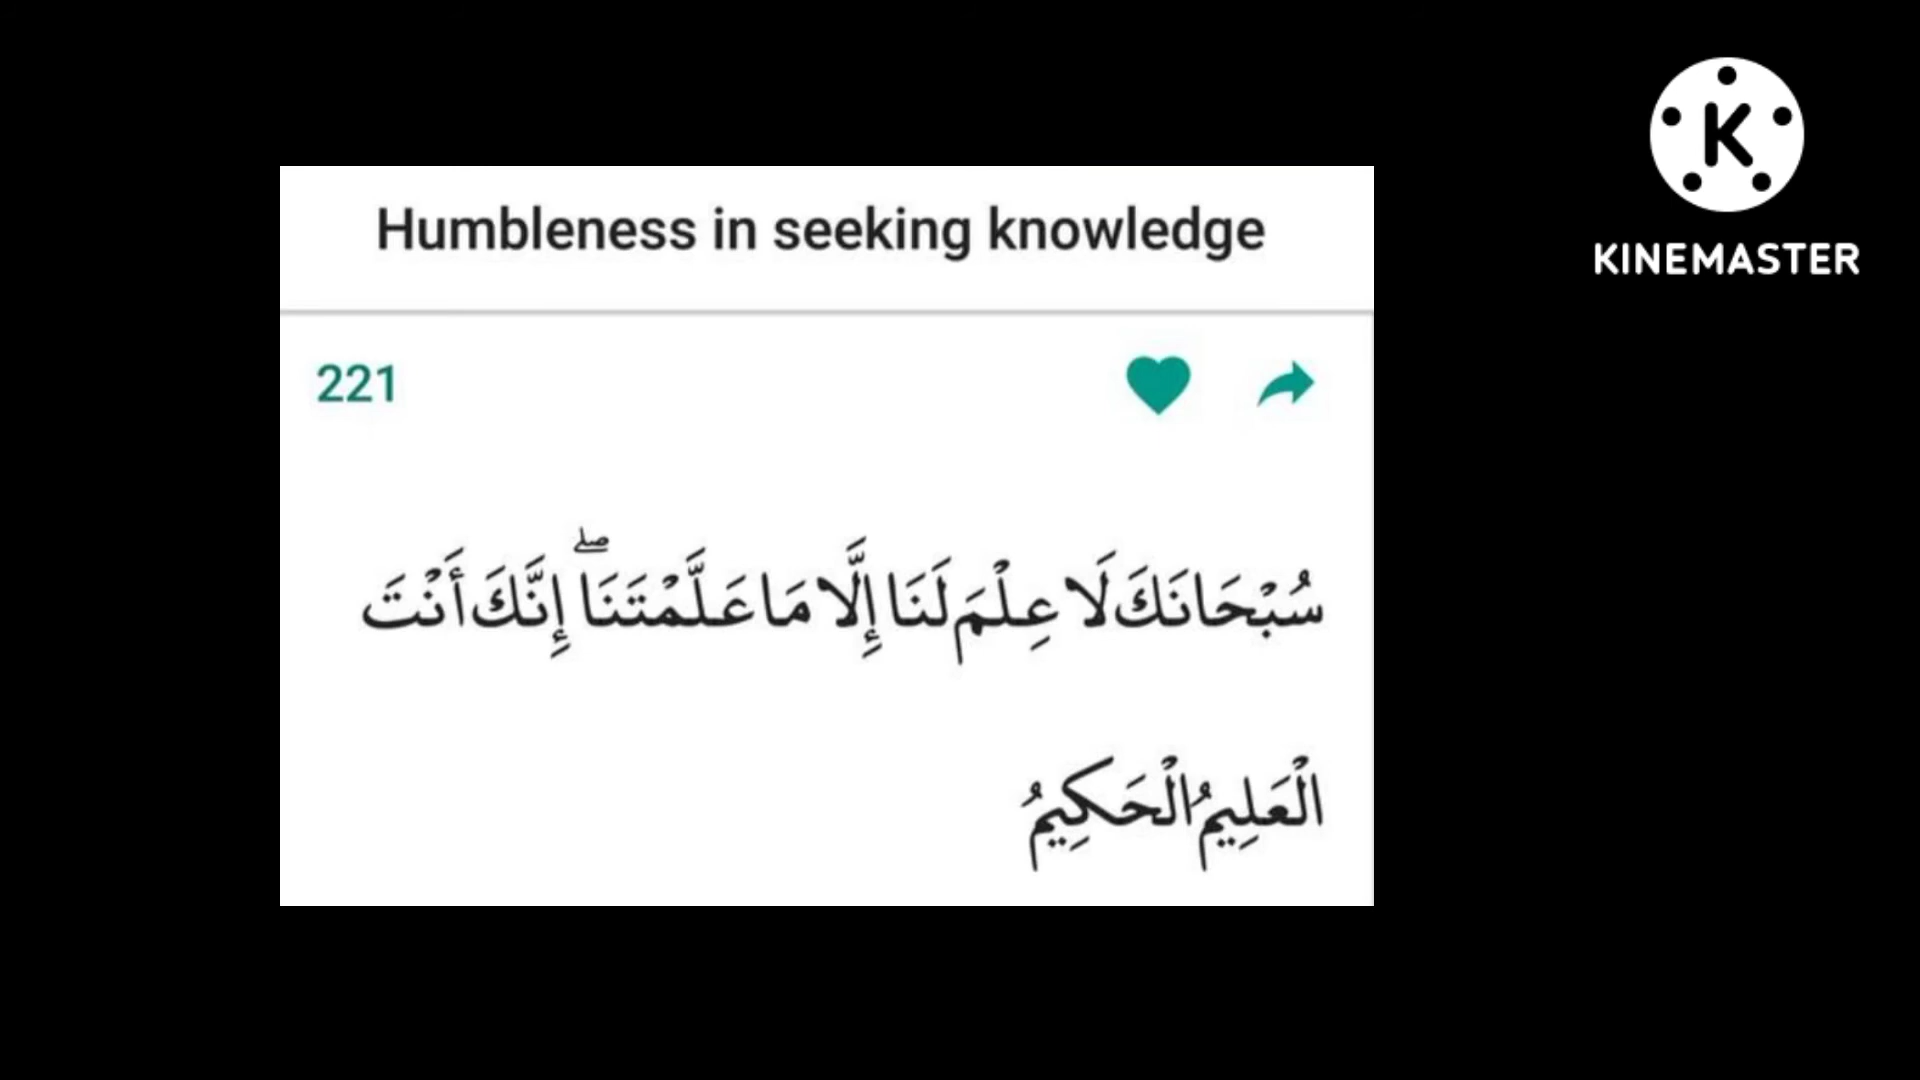 Humbleness in seeking knowledge
221
سُبْحَانَكَ لَا عِلْمَ لَنَا إِلَّا مَا عَلَّمْتَنَا ۖ إِنَّكَ أَنْتَ
الْعَلِيمُ الْحَكِيمُ
K
KINEMASTER